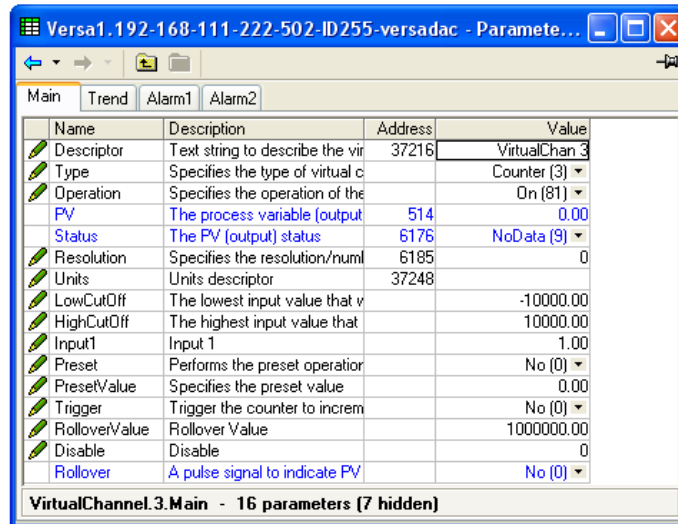 Versa1.192-168-111-222-502-ID255-versadac - Paramete...
Main Trend Alarm1 Alarm2
Name Description Address Value
Descriptor Text string to describe the vir 37216 VirtualChan 3
Type Specifies the type of virtual c Counter (3)
Operation Specifies the operation of the On (81)
PV The process variable (output 514 0.00
Status The PV (output) status 6176 NoData (9)
Resolution Specifies the resolution/numl 6185 0
Units Units descriptor 37248
LowCutOff The lowest input value that w -10000.00
HighCutOff The highest input value that 10000.00
Input1 Input 1 1.00
Preset Performs the preset operation No (0)
PresetValue Specifies the preset value 0.00
Trigger Trigger the counter to increm No (0)
RolloverValue Rollover Value 1000000.00
Disable Disable 0
Rollover A pulse signal to indicate PV No (0)
VirtualChannel.3.Main - 16 parameters (7 hidden)